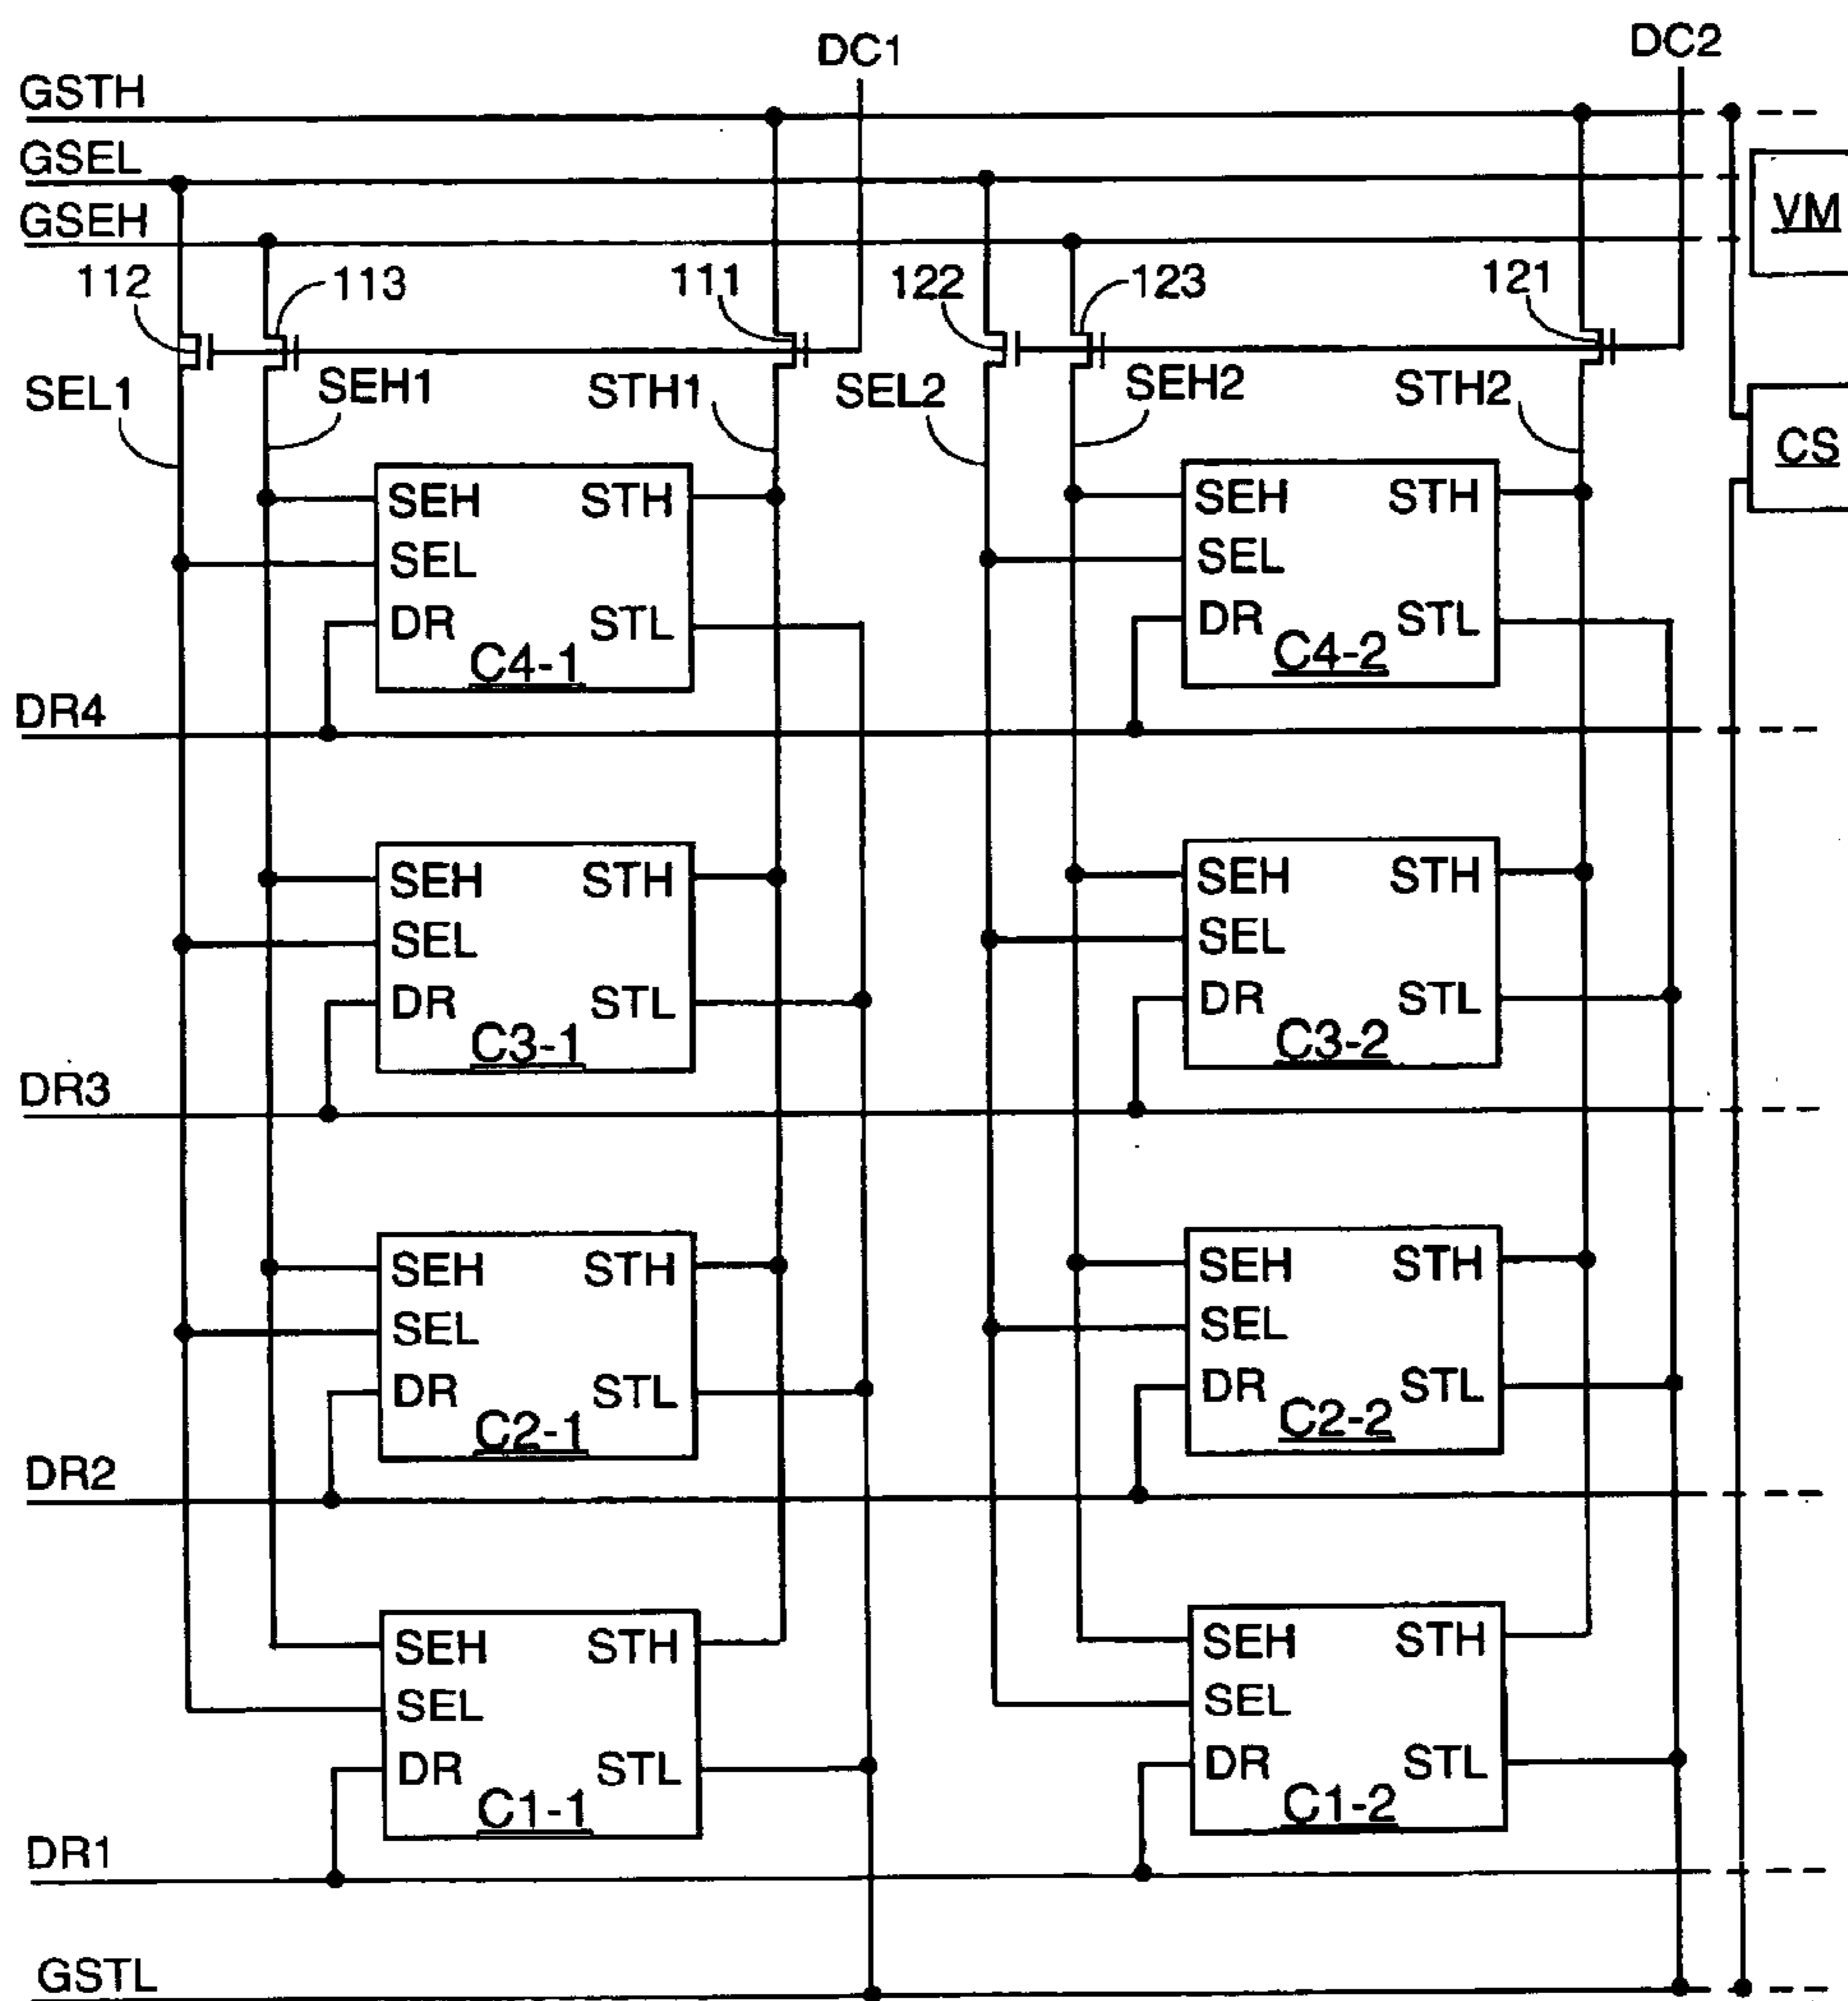 DC1
DC2
GSTH
GSEL
GSEH
VM
112
113
111
122
123
121
SEL1
SEH1
STH1
SEL2
SEH2
STH2
CS
SEH STH
SEL
DR STL
C4-1
SEH STH
SEL
DR STL
C4-2
DR4
SEH STH
SEL
DR STL
C3-1
SEH STH
SEL
DR STL
C3-2
DR3
SEH STH
SEL
DR STL
C2-1
SEH STH
SEL
DR STL
C2-2
DR2
SEH STH
SEL
DR STL
C1-1
SEH STH
SEL
DR STL
C1-2
DR1
GSTL